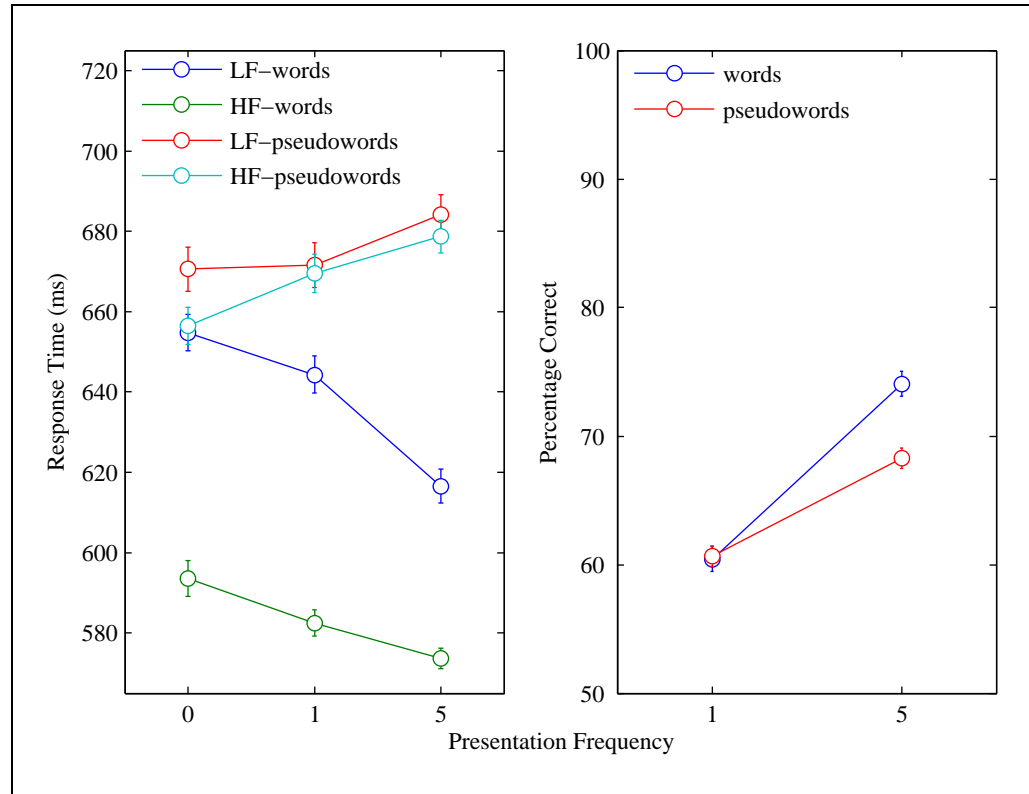 720
700
680
660
640
620
600
580
Response Time (ms)
LF−words
HF−words
LF−pseudowords
HF−pseudowords
0
1
5
100
90
80
70
60
50
Percentage Correct
words
pseudowords
1
5
Presentation Frequency